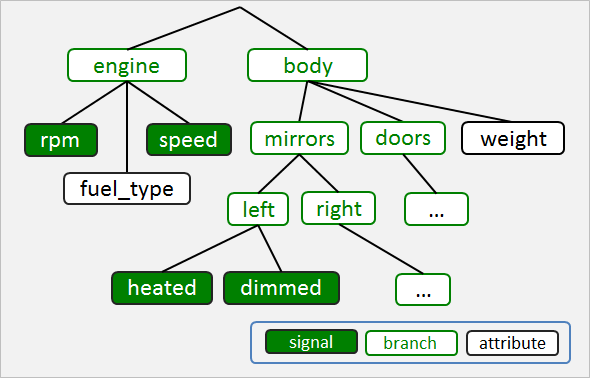 engine
body
rpm
speed
mirrors
doors
weight
fuel_type
left
right
...
heated
dimmed
...
signal
branch
attribute